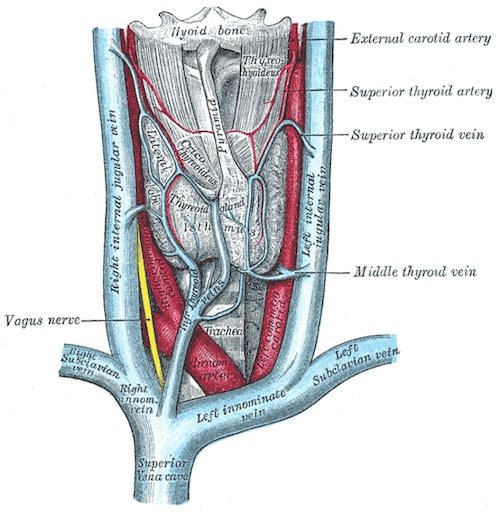 Hyoid bone
Thyreo-
hyoideus
External carotid artery
Superior thyroid artery
Superior thyroid vein
Pyramid
Lateral
lobe
Crico
Thyreoideus
Right internal jugular vein
Left internal
jugular vein
Thyreoid gland
Isthmus
Middle thyroid vein
Inf. Thyroid
veins
Vagus nerve
Trachea
Innom.
artery
Right
Subclavian
vein
Left
Subclavian vein
Right
innom.
vein
Left innominate
vein
Superior
Vena cava